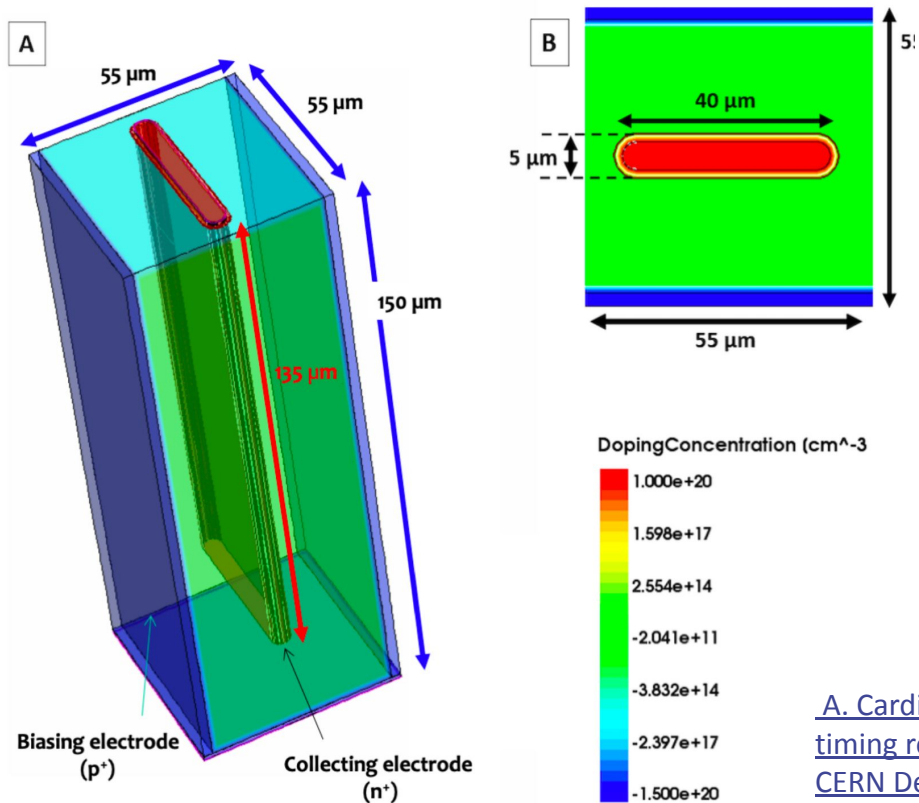 A
55 μm
55 μm
150 μm
135 μm
Biasing electrode
(p⁺)
Collecting electrode
(n⁺)
B
40 μm
5 μm
55 μm
DopingConcentration (cm^-3
1.000e+20
1.598e+17
2.554e+14
-2.041e+11
-3.832e+14
-2.397e+17
-1.500e+20
A. Cardi
timing re
CERN De